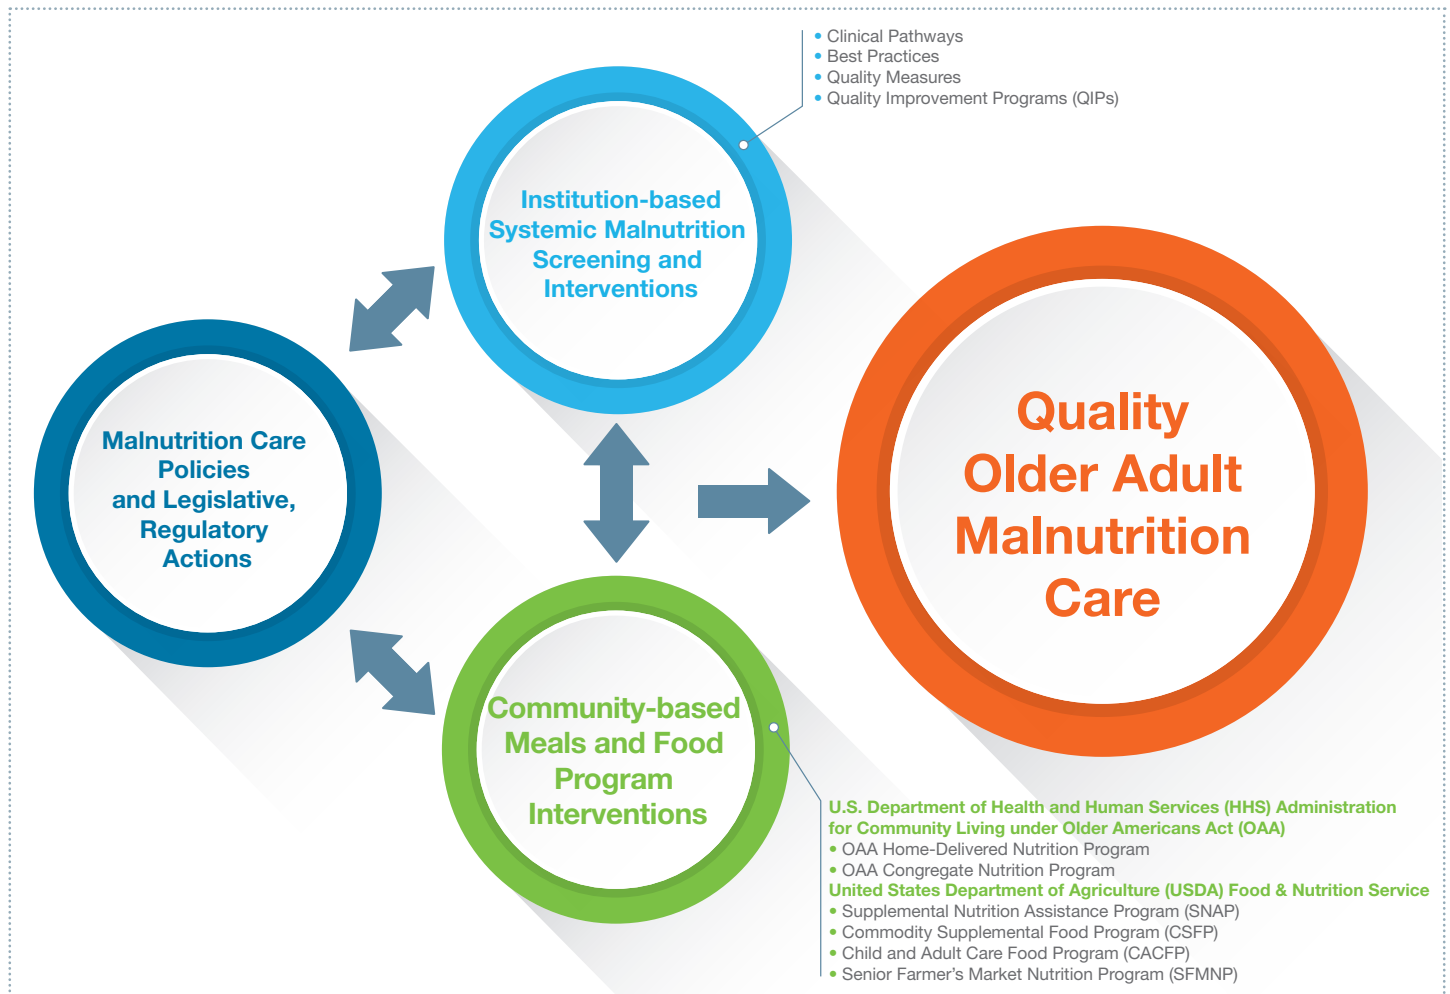 • Clinical Pathways
• Best Practices
• Quality Measures
• Quality Improvement Programs (QIPs)
Institution-based
Systemic Malnutrition
Screening and
Interventions
Malnutrition Care
Policies
and Legislative,
Regulatory
Actions
Quality
Older Adult
Malnutrition
Care
Community-based
Meals and Food
Program
Interventions
U.S. Department of Health and Human Services (HHS) Administration
for Community Living under Older Americans Act (OAA)
• OAA Home-Delivered Nutrition Program
• OAA Congregate Nutrition Program
United States Department of Agriculture (USDA) Food & Nutrition Service
• Supplemental Nutrition Assistance Program (SNAP)
• Commodity Supplemental Food Program (CSFP)
• Child and Adult Care Food Program (CACFP)
• Senior Farmer's Market Nutrition Program (SFMNP)